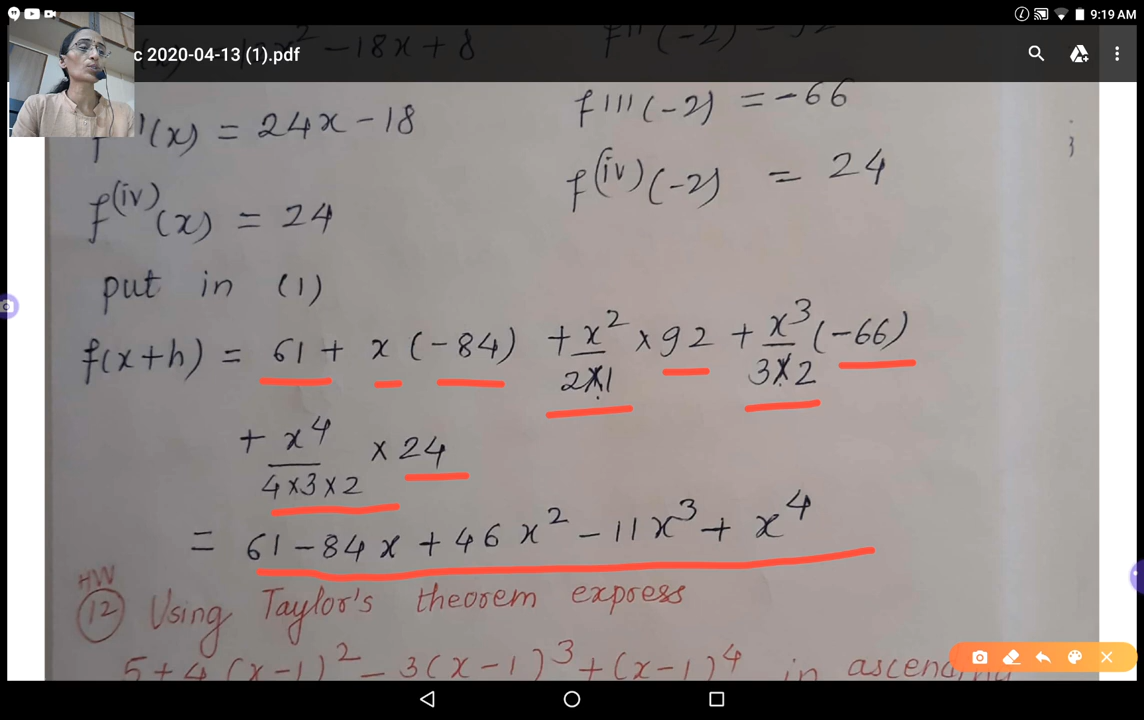 9:19 AM
c 2020-04-13 (1).pdf
x² − 18x + 8
f''(-2) = 92
'(x) = 24x − 18
f'''(-2) = −66
f^(iv)(x) = 24
f^(iv)(-2) = 24
put in (1)
f(x+h) = 61 + x(−84) + x²/2×1 × 92 + x³/3×2 (−66)
+ x⁴/4×3×2 × 24
= 61 − 84x + 46x² − 11x³ + x⁴
HW
(12) Using Taylor's theorem express
5 + 4(x−1)² − 3(x−1)³ + (x−1)⁴ in